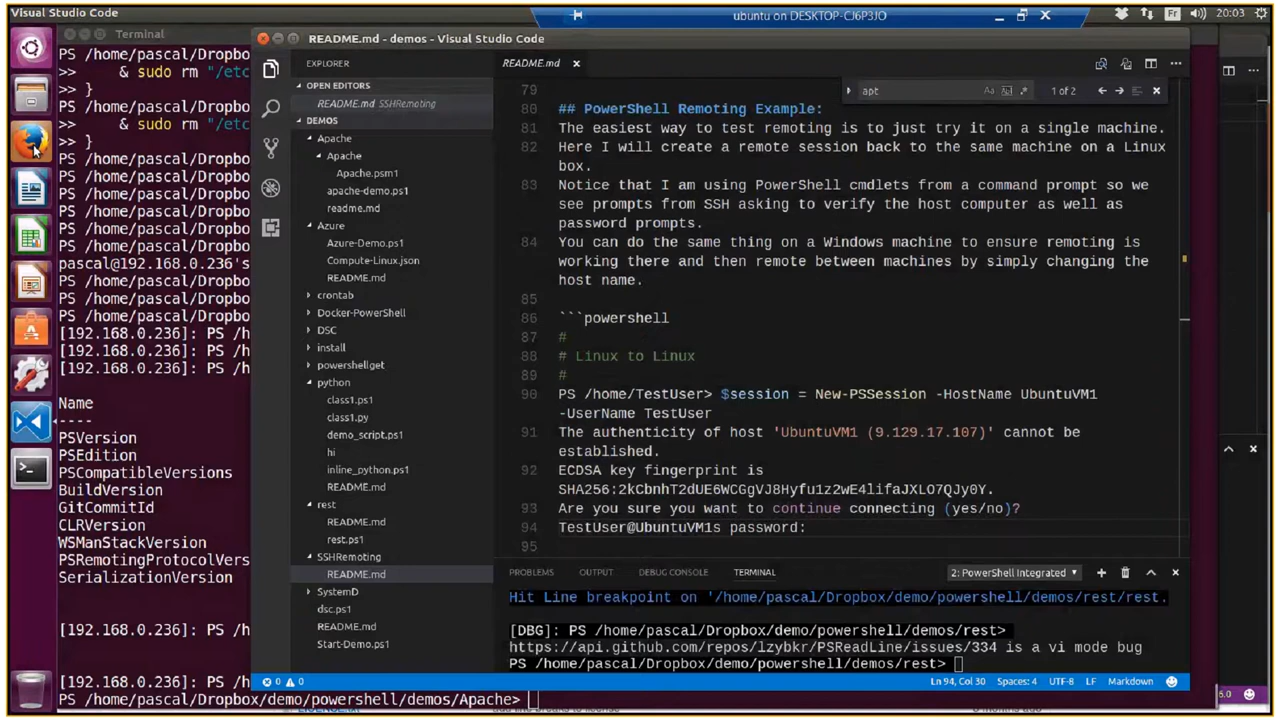 Visual Studio Code
ubuntu on DESKTOP-CJ6P3JO
Fr
20:03
Terminal
PS /home/pascal/Dropbo
>>     & sudo rm "/etc
>> }
>>     & sudo rm "/etc
>> }
PS /home/pascal/Dropbo
PS /home/pascal/Dropbo
PS /home/pascal/Dropbo
PS /home/pascal/Dropbo
PS /home/pascal/Dropbo
PS /home/pascal/Dropbo
pascal@192.168.0.236's
PS /home/pascal/Dropbo
PS /home/pascal/Dropbo
PS /home/pascal/Dropbo
[192.168.0.236]: PS /h
[192.168.0.236]: PS /h
[192.168.0.236]: PS /h
Name
----
PSVersion
PSEdition
PSCompatibleVersions
BuildVersion
GitCommitId
CLRVersion
WSManStackVersion
PSRemotingProtocolVers
SerializationVersion
[192.168.0.236]: PS /h
[192.168.0.236]: PS /h
PS /home/pascal/Dropbox/demo/powershell/demos/Apache>
README.md - demos - Visual Studio Code
EXPLORER
OPEN EDITORS
README.md SSHRemoting
DEMOS
Apache
Apache
Apache.psm1
apache-demo.ps1
readme.md
Azure
Azure-Demo.ps1
Compute-Linux.json
README.md
crontab
Docker-PowerShell
DSC
install
powershellget
python
class1.ps1
class1.py
demo_script.ps1
hi
inline_python.ps1
README.md
rest
README.md
rest.ps1
SSHRemoting
README.md
SystemD
dsc.ps1
README.md
Start-Demo.ps1
README.md
apt
Aa
1 of 2
79
80 ## PowerShell Remoting Example:
81 The easiest way to test remoting is to just try it on a single machine.
82 Here I will create a remote session back to the same machine on a Linux
box.
83 Notice that I am using PowerShell cmdlets from a command prompt so we
see prompts from SSH asking to verify the host computer as well as
password prompts.
84 You can do the same thing on a Windows machine to ensure remoting is
working there and then remote between machines by simply changing the
host name.
85
86 ```powershell
87 #
88 # Linux to Linux
89 #
90 PS /home/TestUser> $session = New-PSSession -HostName UbuntuVM1
-UserName TestUser
91 The authenticity of host 'UbuntuVM1 (9.129.17.107)' cannot be
established.
92 ECDSA key fingerprint is
SHA256:2kCbnhT2dUE6WCGgVJ8Hyfu1z2wE4lifaJXLO7QJy0Y.
93 Are you sure you want to continue connecting (yes/no)?
94 TestUser@UbuntuVM1s password:
95
PROBLEMS
OUTPUT
DEBUG CONSOLE
TERMINAL
2: PowerShell Integrated
Hit Line breakpoint on '/home/pascal/Dropbox/demo/powershell/demos/rest/rest.
[DBG]: PS /home/pascal/Dropbox/demo/powershell/demos/rest>
https://api.github.com/repos/lzybkr/PSReadLine/issues/334 is a vi mode bug
PS /home/pascal/Dropbox/demo/powershell/demos/rest>
0
0
Ln 94, Col 30
Spaces: 4
UTF-8
LF
Markdown
6.0